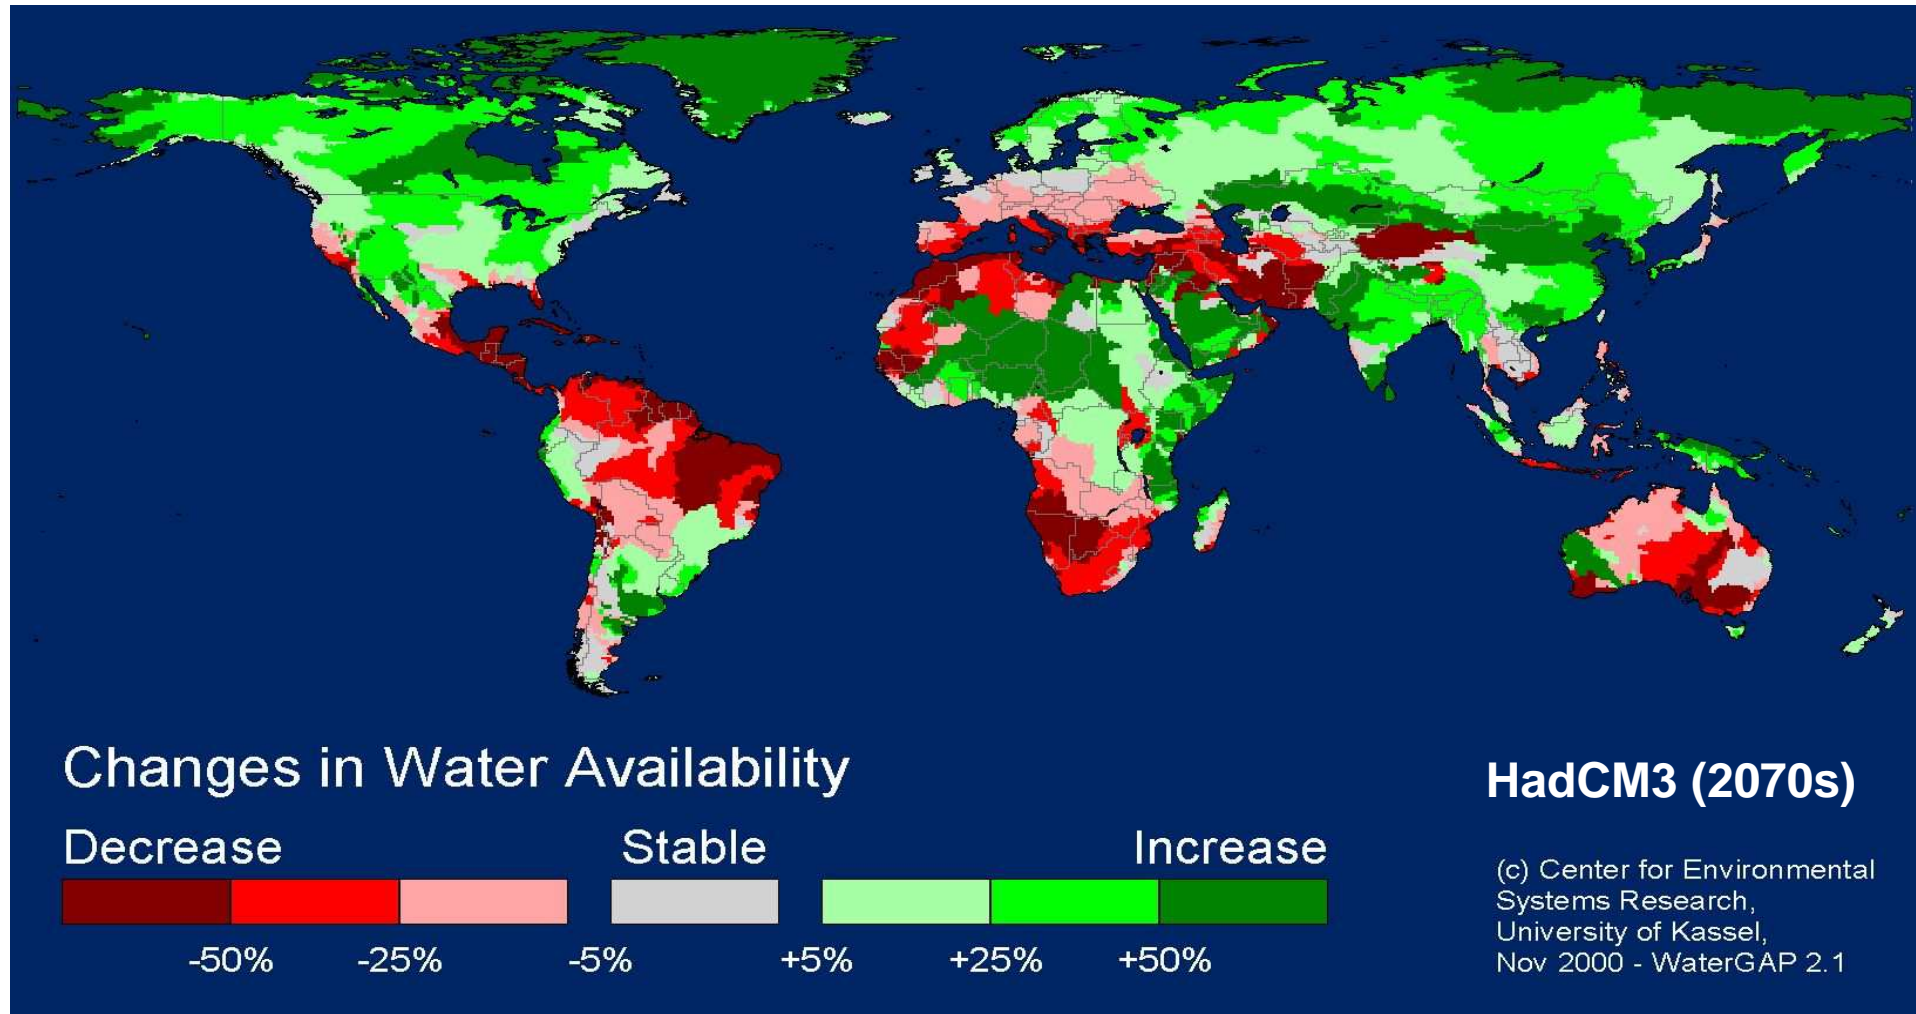 Changes in Water Availability
HadCM3 (2070s)
Decrease Stable Increase
-50% -25% -5% +5% +25% +50%
(c) Center for Environmental
Systems Research,
University of Kassel,
Nov 2000 - WaterGAP 2.1